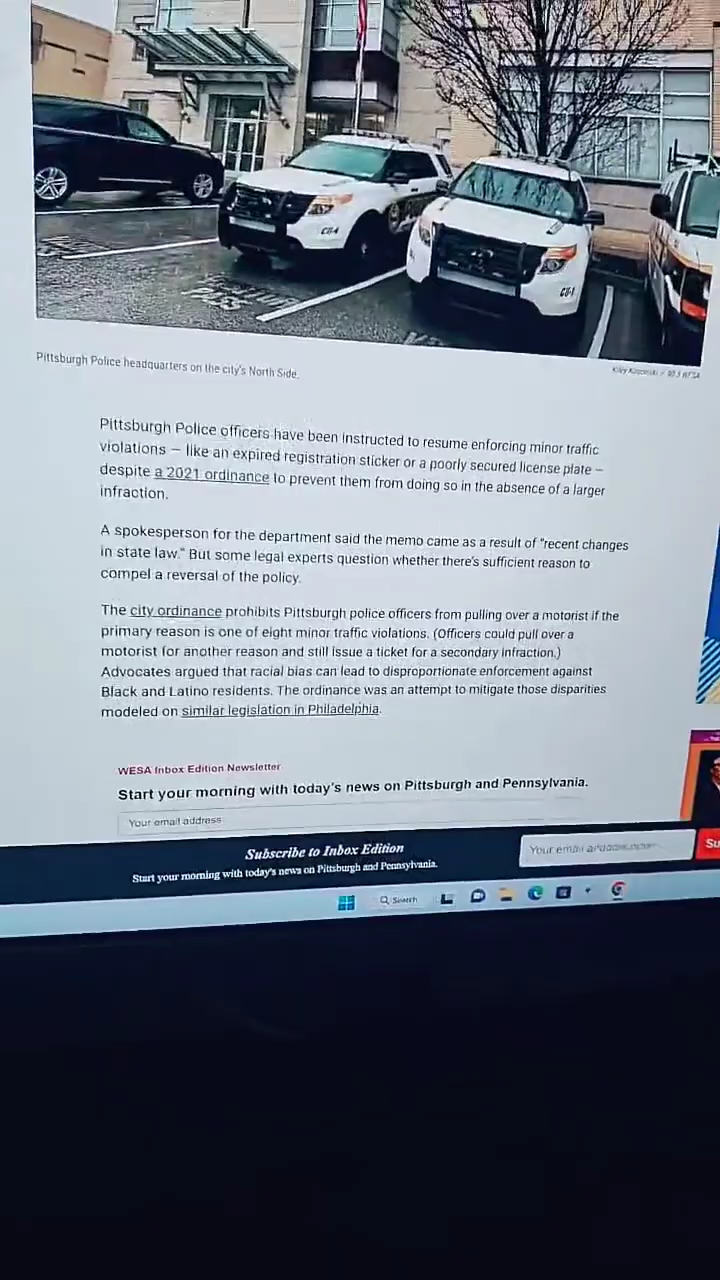 CU-4
CU-1
Pittsburgh Police headquarters on the city's North Side.
Pittsburgh Police officers have been instructed to resume enforcing minor traffic
violations — like an expired registration sticker or a poorly secured license plate —
despite a 2021 ordinance to prevent them from doing so in the absence of a larger
infraction.
A spokesperson for the department said the memo came as a result of "recent changes
in state law." But some legal experts question whether there's sufficient reason to
compel a reversal of the policy.
The city ordinance prohibits Pittsburgh police officers from pulling over a motorist if the
primary reason is one of eight minor traffic violations. (Officers could pull over a
motorist for another reason and still issue a ticket for a secondary infraction.)
Advocates argued that racial bias can lead to disproportionate enforcement against
Black and Latino residents. The ordinance was an attempt to mitigate those disparities
modeled on similar legislation in Philadelphia.
WESA Inbox Edition Newsletter
Start your morning with today's news on Pittsburgh and Pennsylvania.
Your email address
Subscribe to Inbox Edition
Start your morning with today's news on Pittsburgh and Pennsylvania.
Your email address
Su
Search